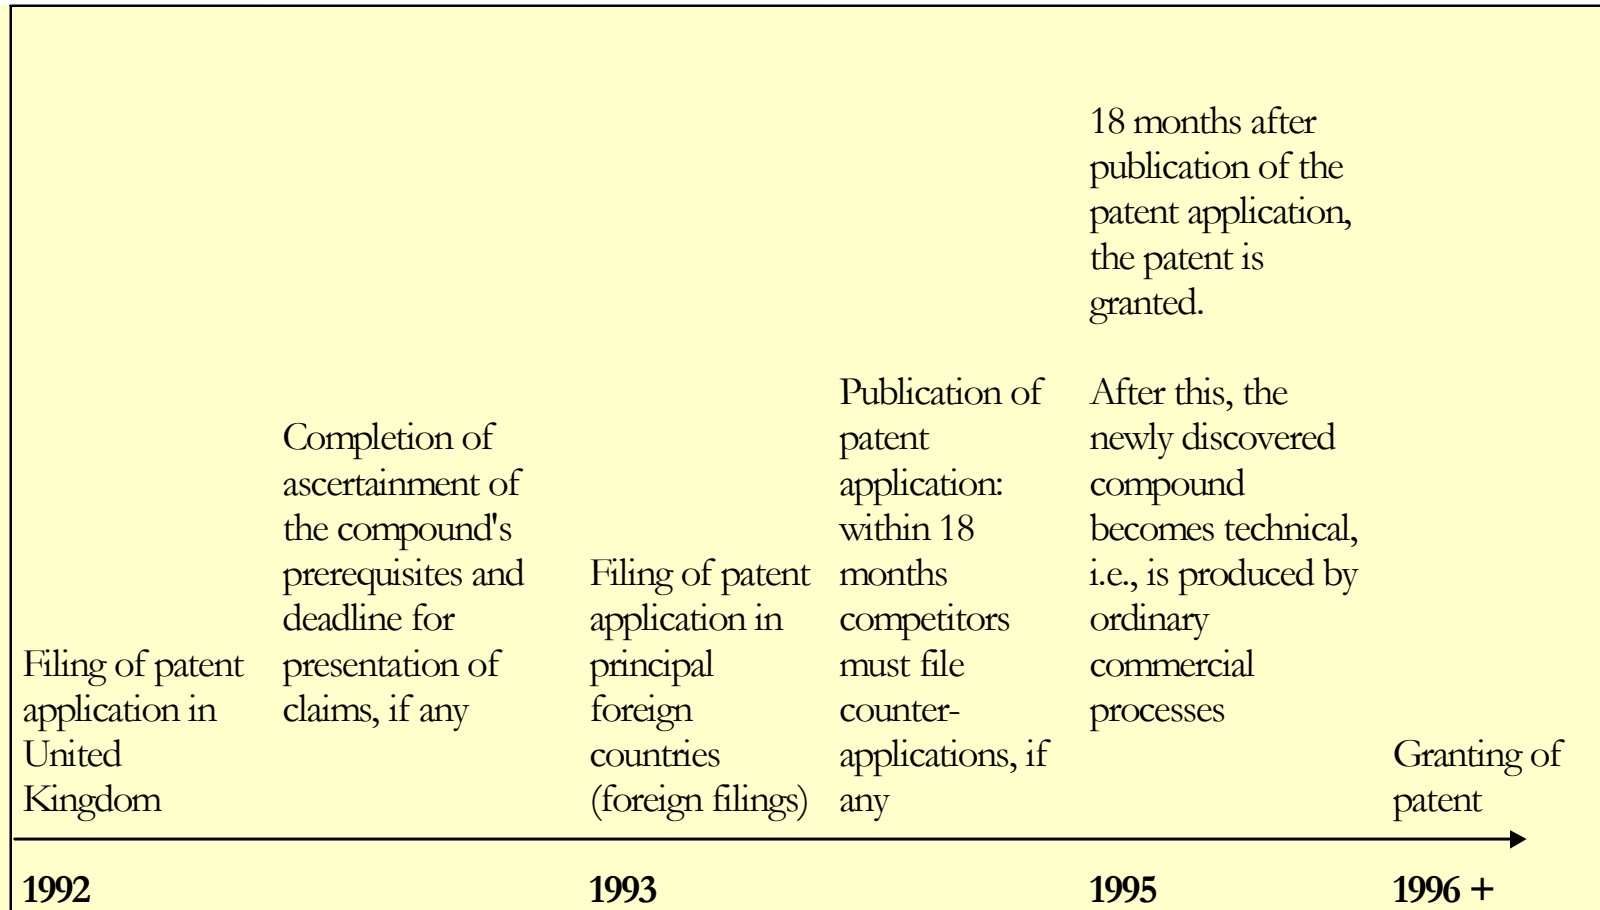 Filing of patent
application in
United
Kingdom
Completion of
ascertainment of
the compound's
prerequisites and
deadline for
presentation of
claims, if any
Filing of patent
application in
principal
foreign
countries
(foreign filings)
Publication of
patent
application:
within 18
months
competitors
must file
counter-
applications, if
any
18 months after
publication of the
patent application,
the patent is
granted.
After this, the
newly discovered
compound
becomes technical,
i.e., is produced by
ordinary
commercial
processes
Granting of
patent
1992
1993
1995
1996 +